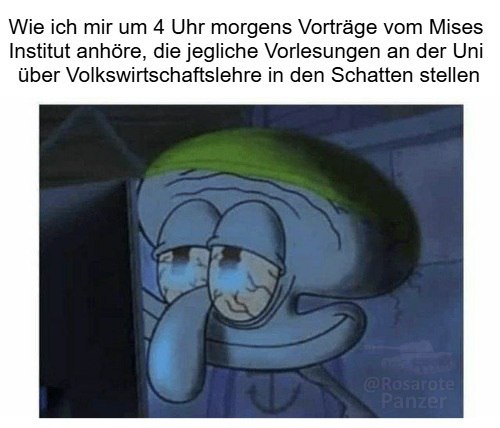 Wie ich mir um 4 Uhr morgens Vorträge vom Mises
Institut anhöre, die jegliche Vorlesungen an der Uni
über Volkswirtschaftslehre in den Schatten stellen
@Rosarote
Panzer